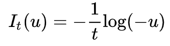 I_t(u) = -\frac{1}{t}\log(-u)